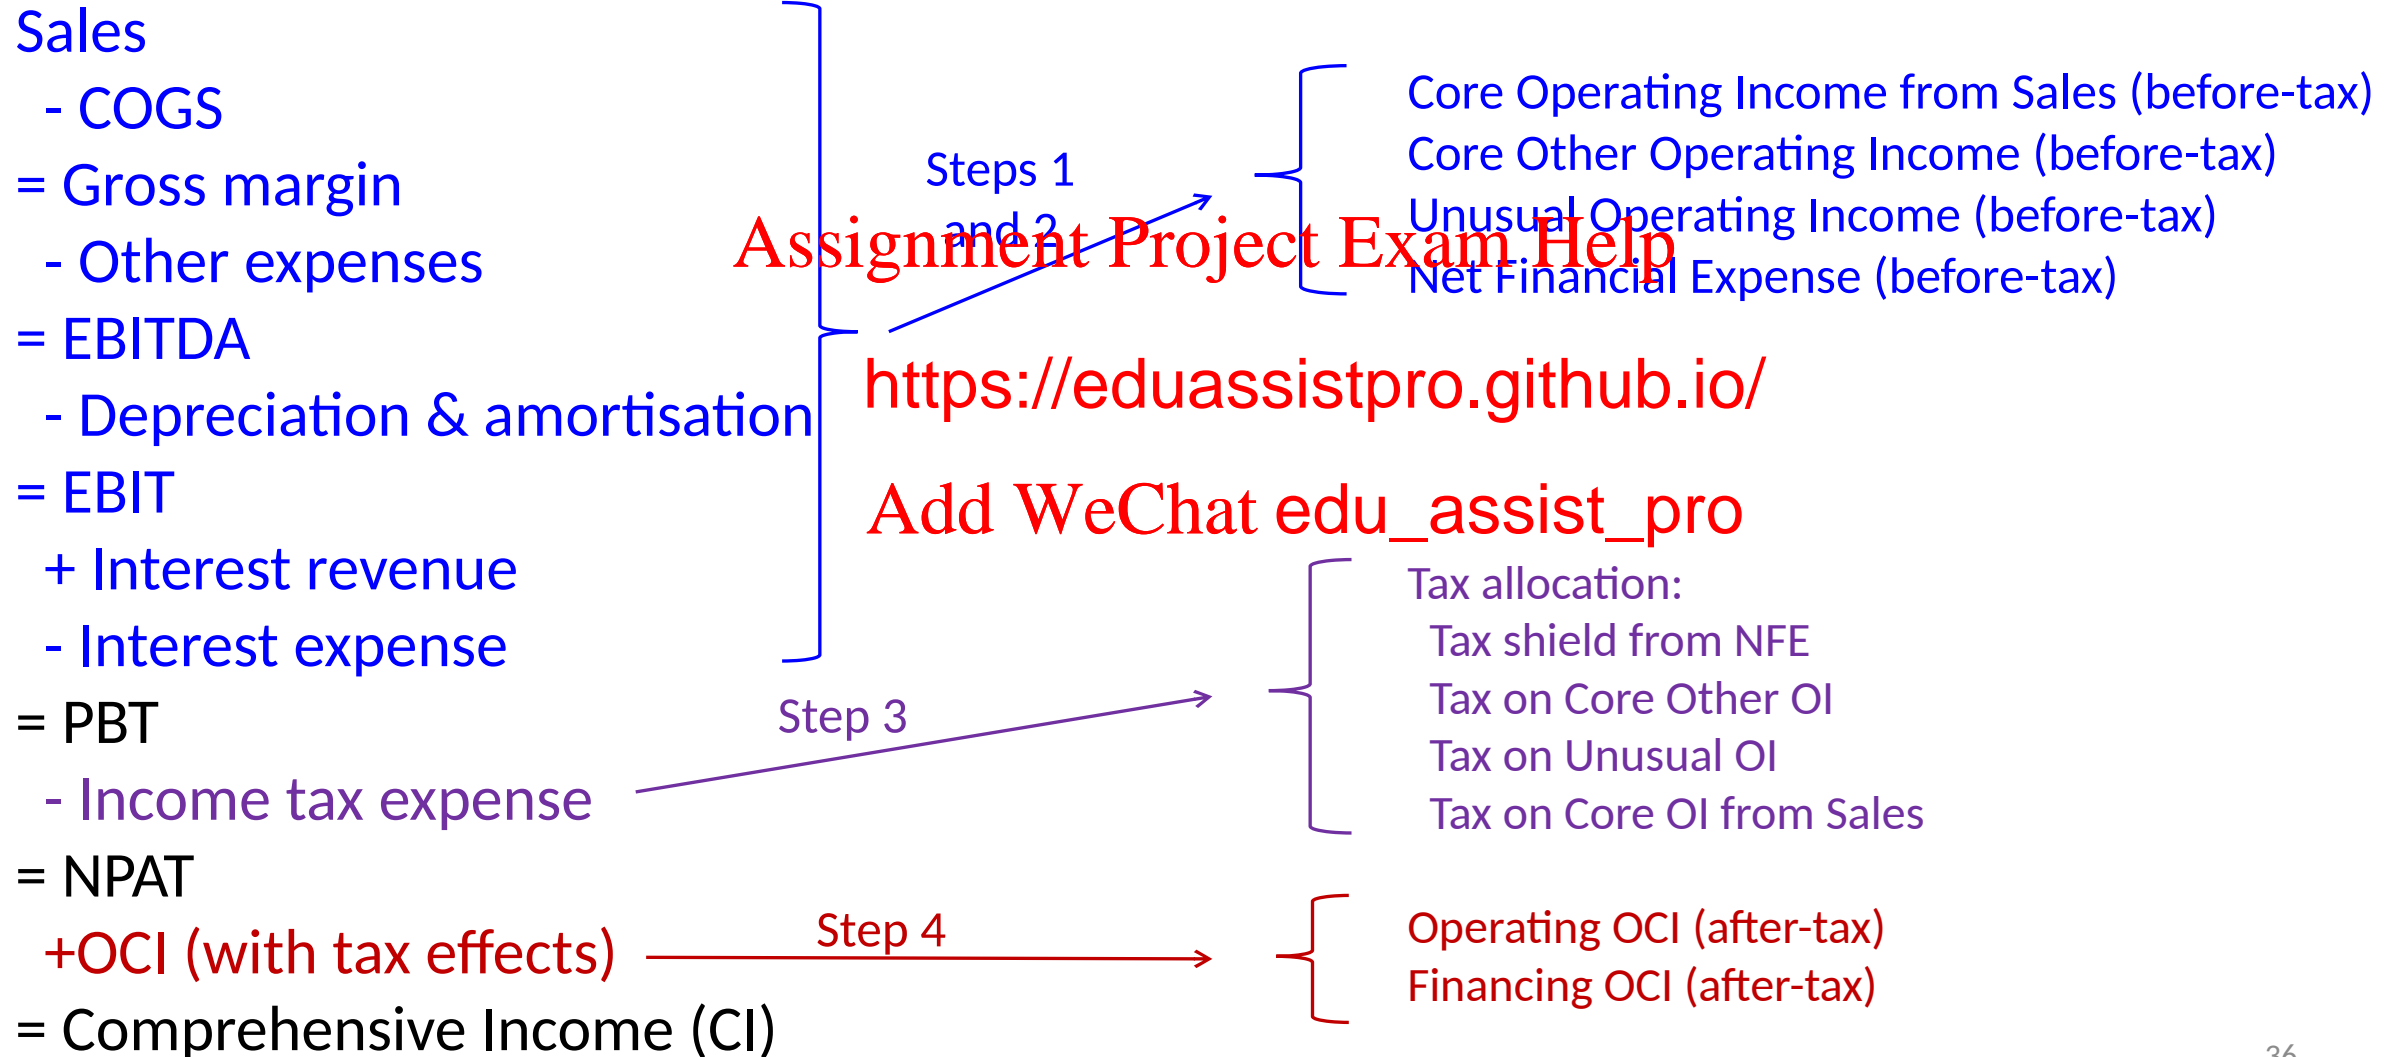 Sales
- COGS
= Gross margin
- Other expenses
= EBITDA
- Depreciation & amortisation
= EBIT
+ Interest revenue
- Interest expense
= PBT
- Income tax expense
= NPAT
+OCI (with tax effects)
= Comprehensive Income (CI)
Steps 1
and 2
Core Operating Income from Sales (before-tax)
Core Other Operating Income (before-tax)
Unusual Operating Income (before-tax)
Net Financial Expense (before-tax)
Assignment Project Exam Help
https://eduassistpro.github.io/
Add WeChat edu_assist_pro
Step 3
Tax allocation:
Tax shield from NFE
Tax on Core Other OI
Tax on Unusual OI
Tax on Core OI from Sales
Step 4
Operating OCI (after-tax)
Financing OCI (after-tax)
36